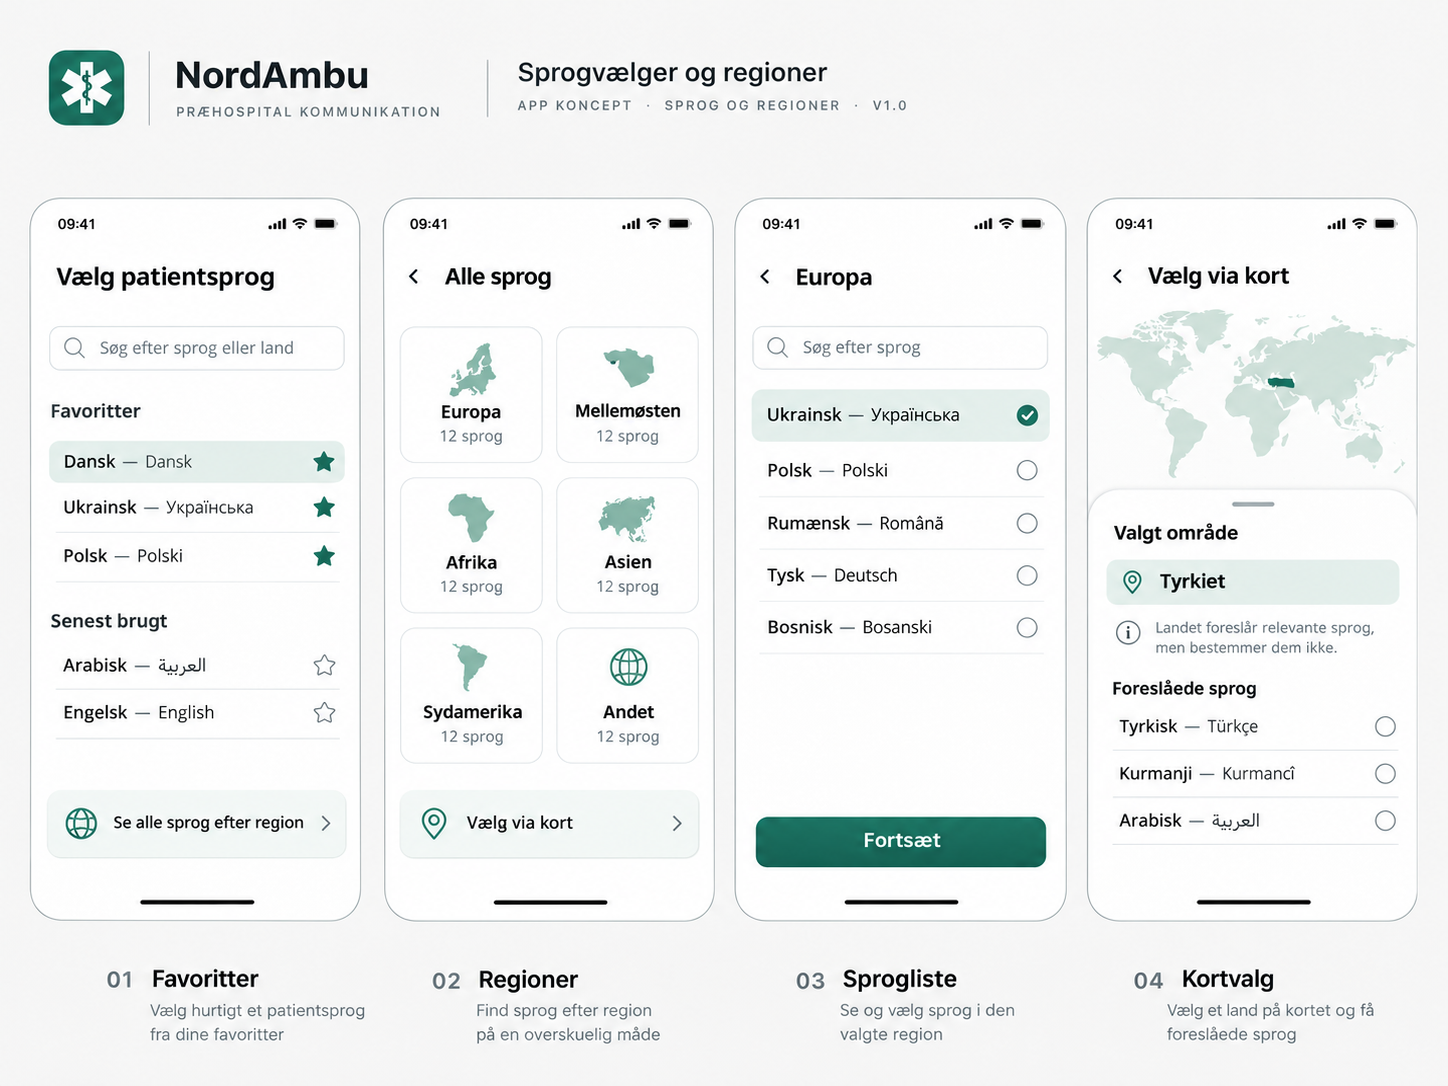 NordAmbu
PRÆHOSPITAL KOMMUNIKATION
Sprogvælger og regioner
APP KONCEPT · SPROG OG REGIONER · V1.0
09:41
Vælg patientsprog
Søg efter sprog eller land
Favoritter
Dansk — Dansk
Ukrainsk — Українська
Polsk — Polski
Senest brugt
Arabisk — العربية
Engelsk — English
Se alle sprog efter region
09:41
Alle sprog
Europa
12 sprog
Mellemøsten
12 sprog
Afrika
12 sprog
Asien
12 sprog
Sydamerika
12 sprog
Andet
12 sprog
Vælg via kort
09:41
Europa
Søg efter sprog
Ukrainsk — Українська
Polsk — Polski
Rumænsk — Română
Tysk — Deutsch
Bosnisk — Bosanski
Fortsæt
09:41
Vælg via kort
Valgt område
Tyrkiet
Landet foreslår relevante sprog,
men bestemmer dem ikke.
Foreslåede sprog
Tyrkisk — Türkçe
Kurmanji — Kurmancî
Arabisk — العربية
01 Favoritter
Vælg hurtigt et patientsprog
fra dine favoritter
02 Regioner
Find sprog efter region
på en overskuelig måde
03 Sprogliste
Se og vælg sprog i den
valgte region
04 Kortvalg
Vælg et land på kortet og få
foreslåede sprog